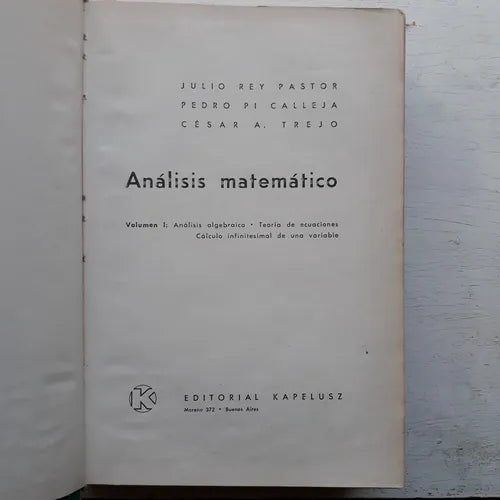 JULIO REY PASTOR
PEDRO PI CALLEJA
CÉSAR A. TREJO
Análisis matemático
Volumen I: Análisis algebraico • Teoría de ecuaciones
Cálculo infinitesimal de una variable
K
EDITORIAL KAPELUSZ
Moreno 372 • Buenos Aires